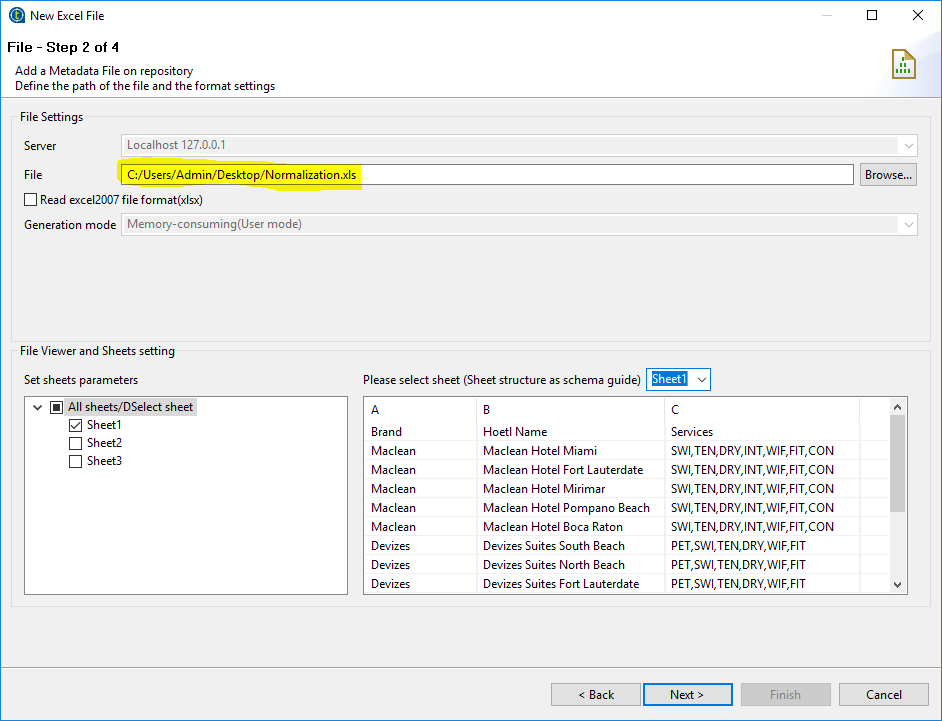 New Excel File
File - Step 2 of 4
Add a Metadata File on repository
Define the path of the file and the format settings
File Settings
Server Localhost 127.0.0.1
File C:/Users/Admin/Desktop/Normalization.xls Browse...
Read excel2007 file format(xlsx)
Generation mode Memory-consuming(User mode)
File Viewer and Sheets setting
Set sheets parameters
All sheets/DSelect sheet
Sheet1
Sheet2
Sheet3
Please select sheet (Sheet structure as schema guide) Sheet1
A B C
Brand Hoetl Name Services
Maclean Maclean Hotel Miami SWI,TEN,DRY,INT,WIF,FIT,CON
Maclean Maclean Hotel Fort Lauterdate SWI,TEN,DRY,INT,WIF,FIT,CON
Maclean Maclean Hotel Mirimar SWI,TEN,DRY,INT,WIF,FIT,CON
Maclean Maclean Hotel Pompano Beach SWI,TEN,DRY,INT,WIF,FIT,CON
Maclean Maclean Hotel Boca Raton SWI,TEN,DRY,INT,WIF,FIT,CON
Devizes Devizes Suites South Beach PET,SWI,TEN,DRY,WIF,FIT
Devizes Devizes Suites North Beach PET,SWI,TEN,DRY,WIF,FIT
Devizes Devizes Suites Fort Lauterdate PET,SWI,TEN,DRY,WIF,FIT
< Back Next > Finish Cancel